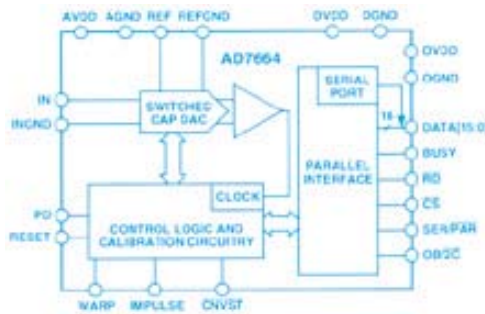 AVDD AGND REF REFGND DVDD DGND
AD7664
OVDD
OGND
SERIAL
PORT
IN
INGND
SWITCHED
CAP DAC
16
DATA[15:0]
BUSY
PARALLEL
INTERFACE
RD
CS
CLOCK
PD
RESET
CONTROL LOGIC AND
CALIBRATION CIRCUITRY
SER/PAR
OB/2C
WARP IMPULSE CNVST